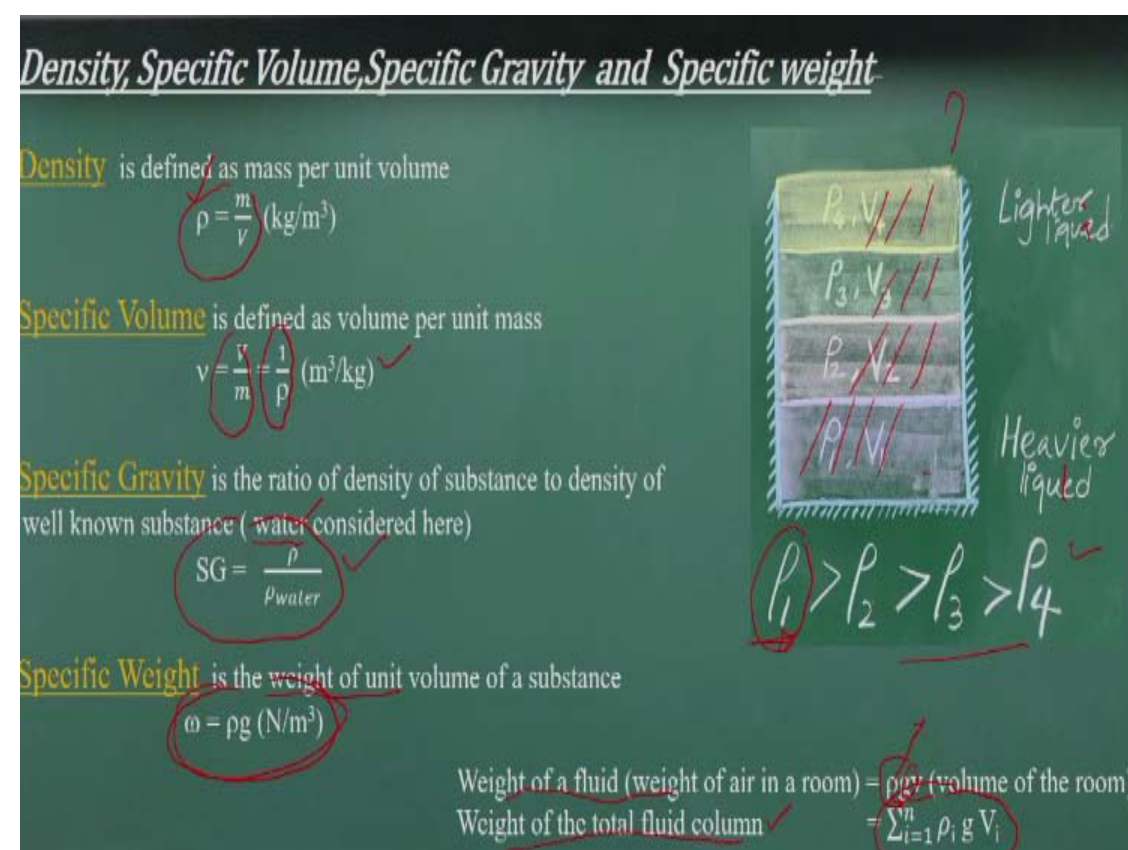 Density, Specific Volume,Specific Gravity and Specific weight
Density is defined as mass per unit volume
ρ = m/V (kg/m³)
Specific Volume is defined as volume per unit mass
ν = V/m = 1/ρ (m³/kg)
Specific Gravity is the ratio of density of substance to density of
well known substance ( water considered here)
SG = ρ/ρwater
Specific Weight is the weight of unit volume of a substance
ω = ρg (N/m³)
ρ4, V4
ρ3, V3
ρ2, V2
ρ1, V1
Lighter
liquid
Heavier
liquid
ρ1 > ρ2 > ρ3 > ρ4
Weight of a fluid (weight of air in a room) = ρgv (volume of the room)
Weight of the total fluid column = ∑ⁿᵢ₌₁ ρᵢ g Vᵢ